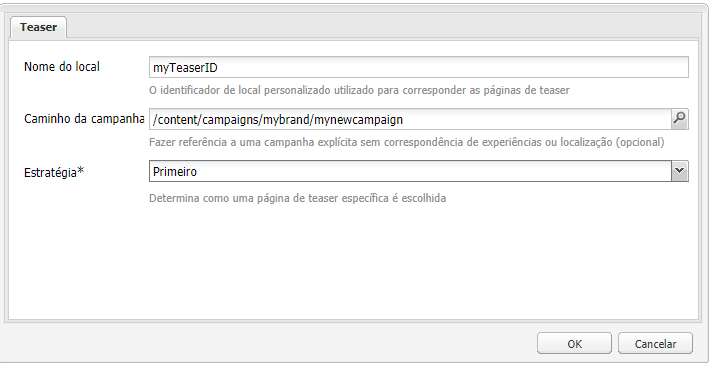 Teaser
Nome do local
myTeaserID
O identificador de local personalizado utilizado para corresponder as páginas de teaser
Caminho da campanha
/content/campaigns/mybrand/mynewcampaign
Fazer referência a uma campanha explícita sem correspondência de experiências ou localização (opcional)
Estratégia*
Primeiro
Determina como uma página de teaser específica é escolhida
OK
Cancelar